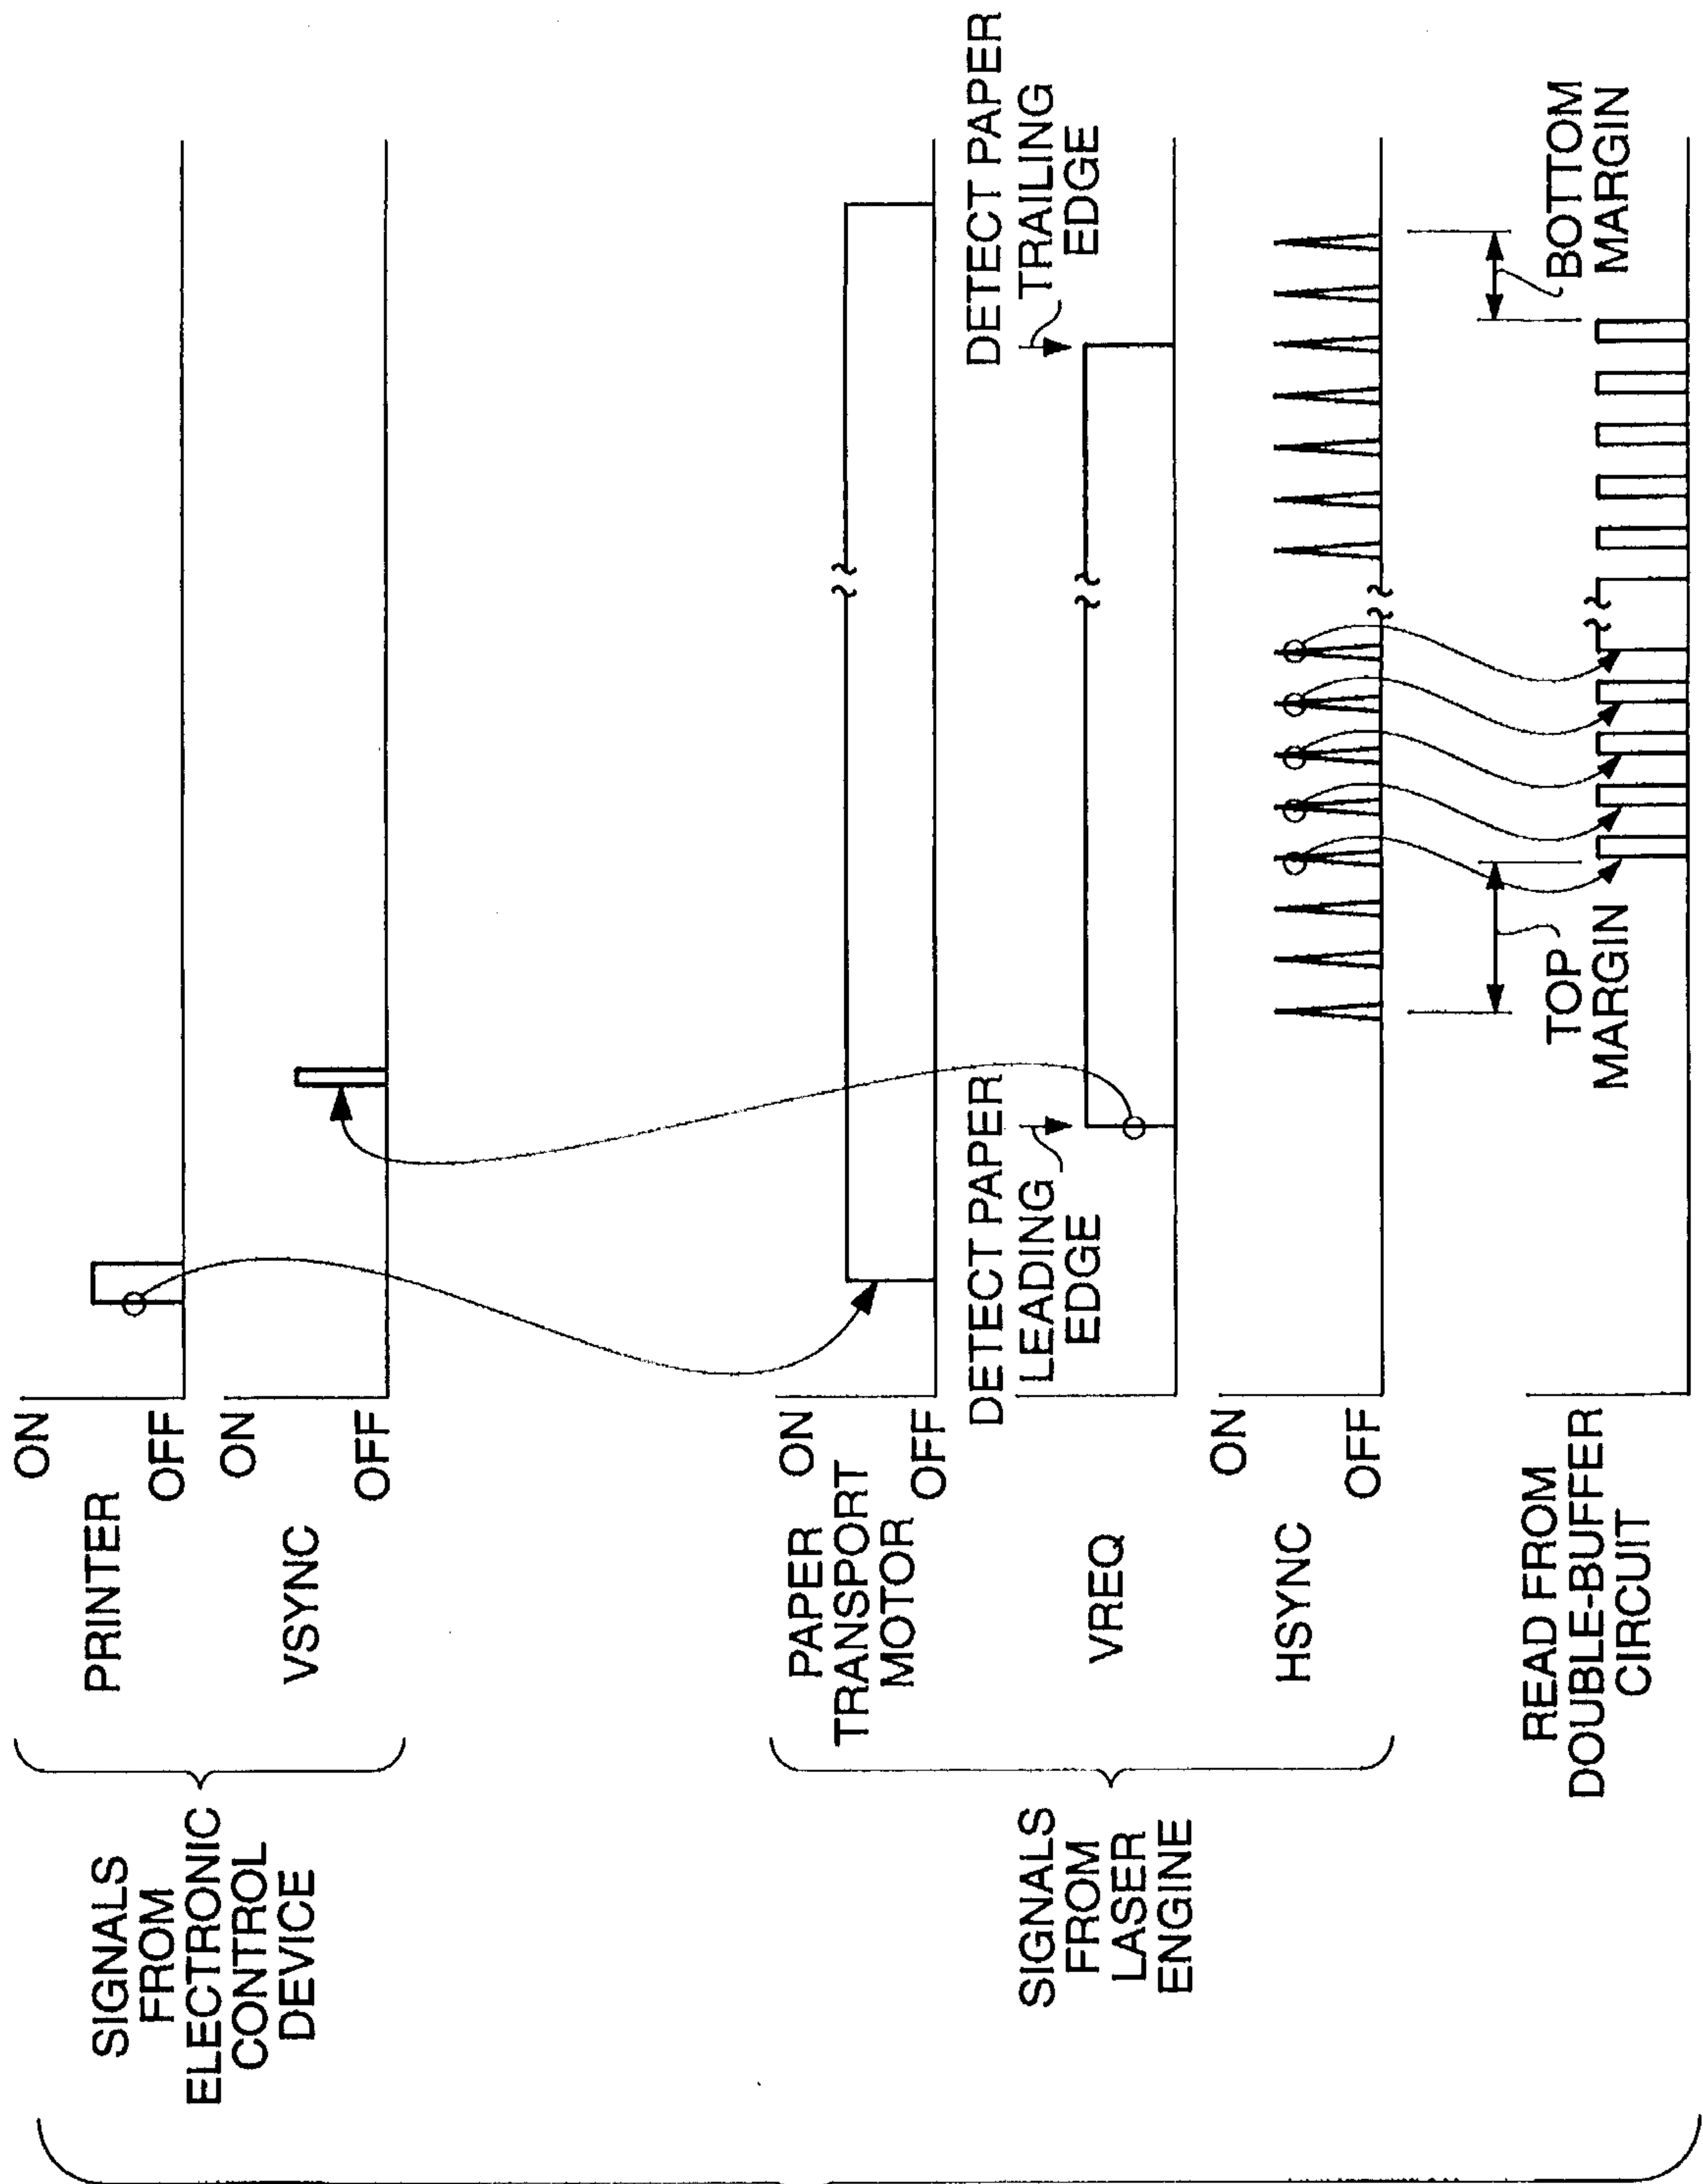 SIGNALS
FROM
ELECTRONIC
CONTROL
DEVICE
PRINTER
ON
OFF
VSYNC
ON
OFF
SIGNALS
FROM
LASER
ENGINE
PAPER
TRANSPORT
MOTOR
ON
OFF
VREQ
DETECT PAPER
LEADING
EDGE
DETECT PAPER
TRAILING
EDGE
HSYNC
ON
OFF
TOP
MARGIN
BOTTOM
MARGIN
READ FROM
DOUBLE-BUFFER
CIRCUIT